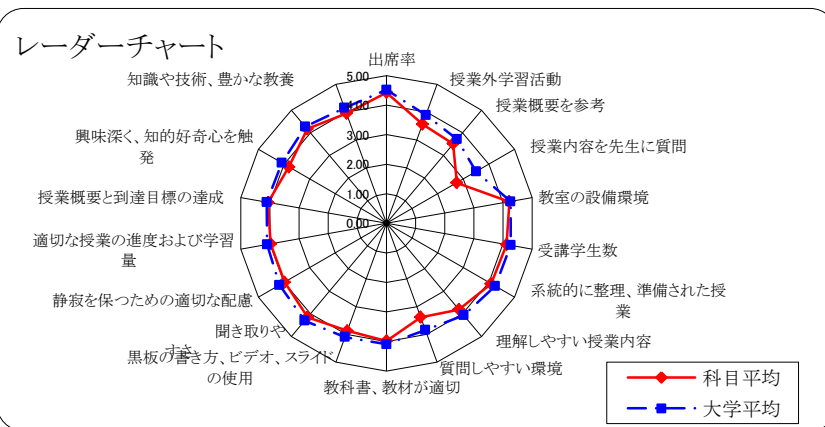 レーダーチャート
出席率
授業外学習活動
授業概要を参考
授業内容を先生に質問
教室の設備環境
受講学生数
系統的に整理、準備された授
業
理解しやすい授業内容
質問しやすい環境
教科書、教材が適切
黒板の書き方、ビデオ、スライド
の使用
聞き取りや
すさ
静寂を保つための適切な配慮
適切な授業の進度および学習
量
授業概要と到達目標の達成
興味深く、知的好奇心を触
発
知識や技術、豊かな教養
5.00
4.00
3.00
2.00
1.00
0.00
科目平均
大学平均